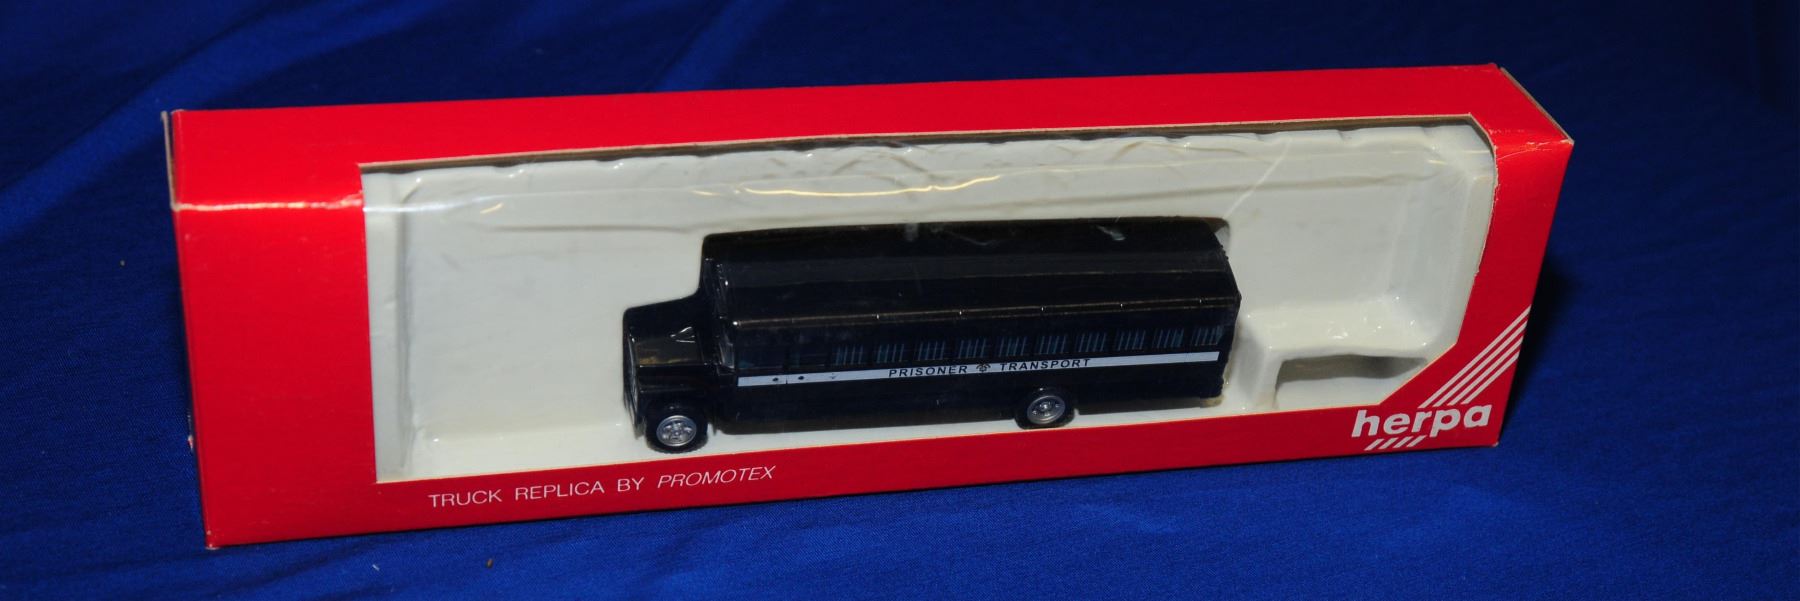 PRISONER TRANSPORT
herpa
TRUCK REPLICA BY PROMOTEX